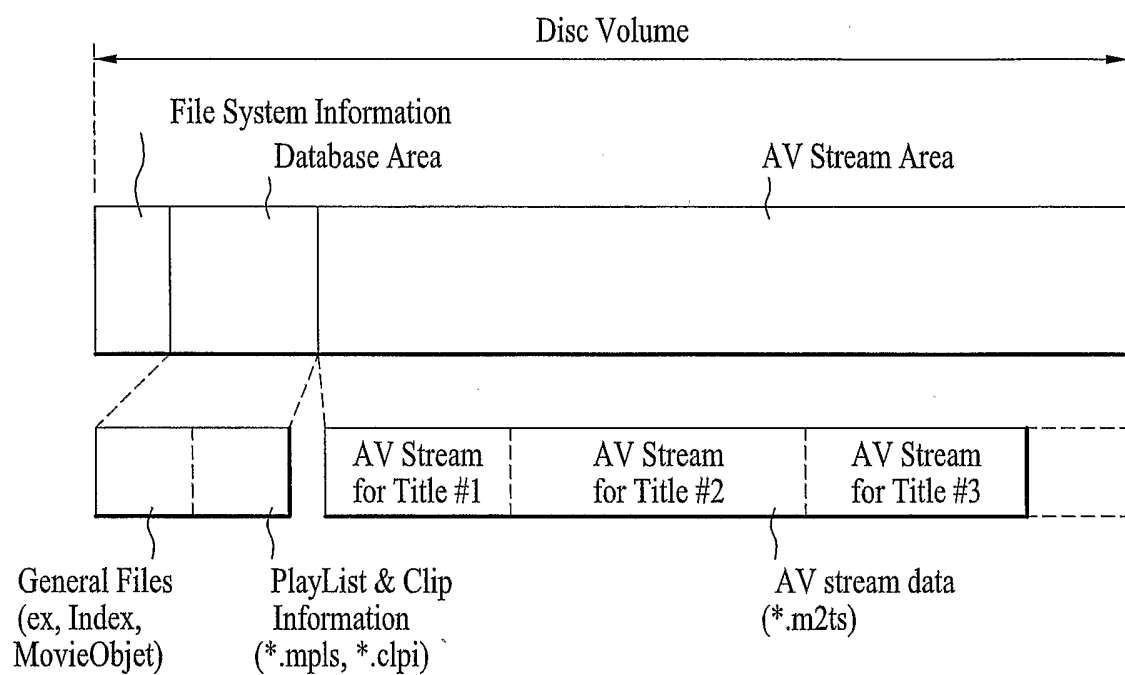 Disc Volume
File System Information
Database Area
AV Stream Area
AV Stream
for Title #1
AV Stream
for Title #2
AV Stream
for Title #3
General Files
(ex, Index,
MovieObjet)
PlayList & Clip
Information
(*.mpls, *.clpi)
AV stream data
(*.m2ts)